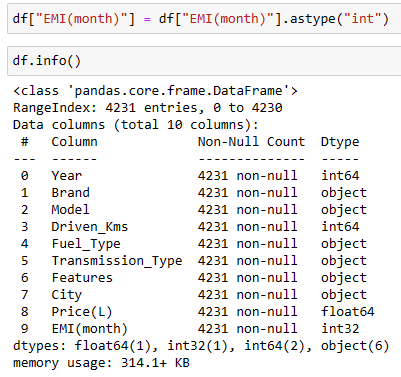 df["EMI(month)"] = df["EMI(month)"].astype("int")
df.info()
<class 'pandas.core.frame.DataFrame'>
RangeIndex: 4231 entries, 0 to 4230
Data columns (total 10 columns):
 #   Column             Non-Null Count  Dtype
---  ------             --------------  -----
 0   Year               4231 non-null   int64
 1   Brand              4231 non-null   object
 2   Model              4231 non-null   object
 3   Driven_Kms         4231 non-null   int64
 4   Fuel_Type          4231 non-null   object
 5   Transmission_Type  4231 non-null   object
 6   Features           4231 non-null   object
 7   City               4231 non-null   object
 8   Price(L)           4231 non-null   float64
 9   EMI(month)         4231 non-null   int32
dtypes: float64(1), int32(1), int64(2), object(6)
memory usage: 314.1+ KB